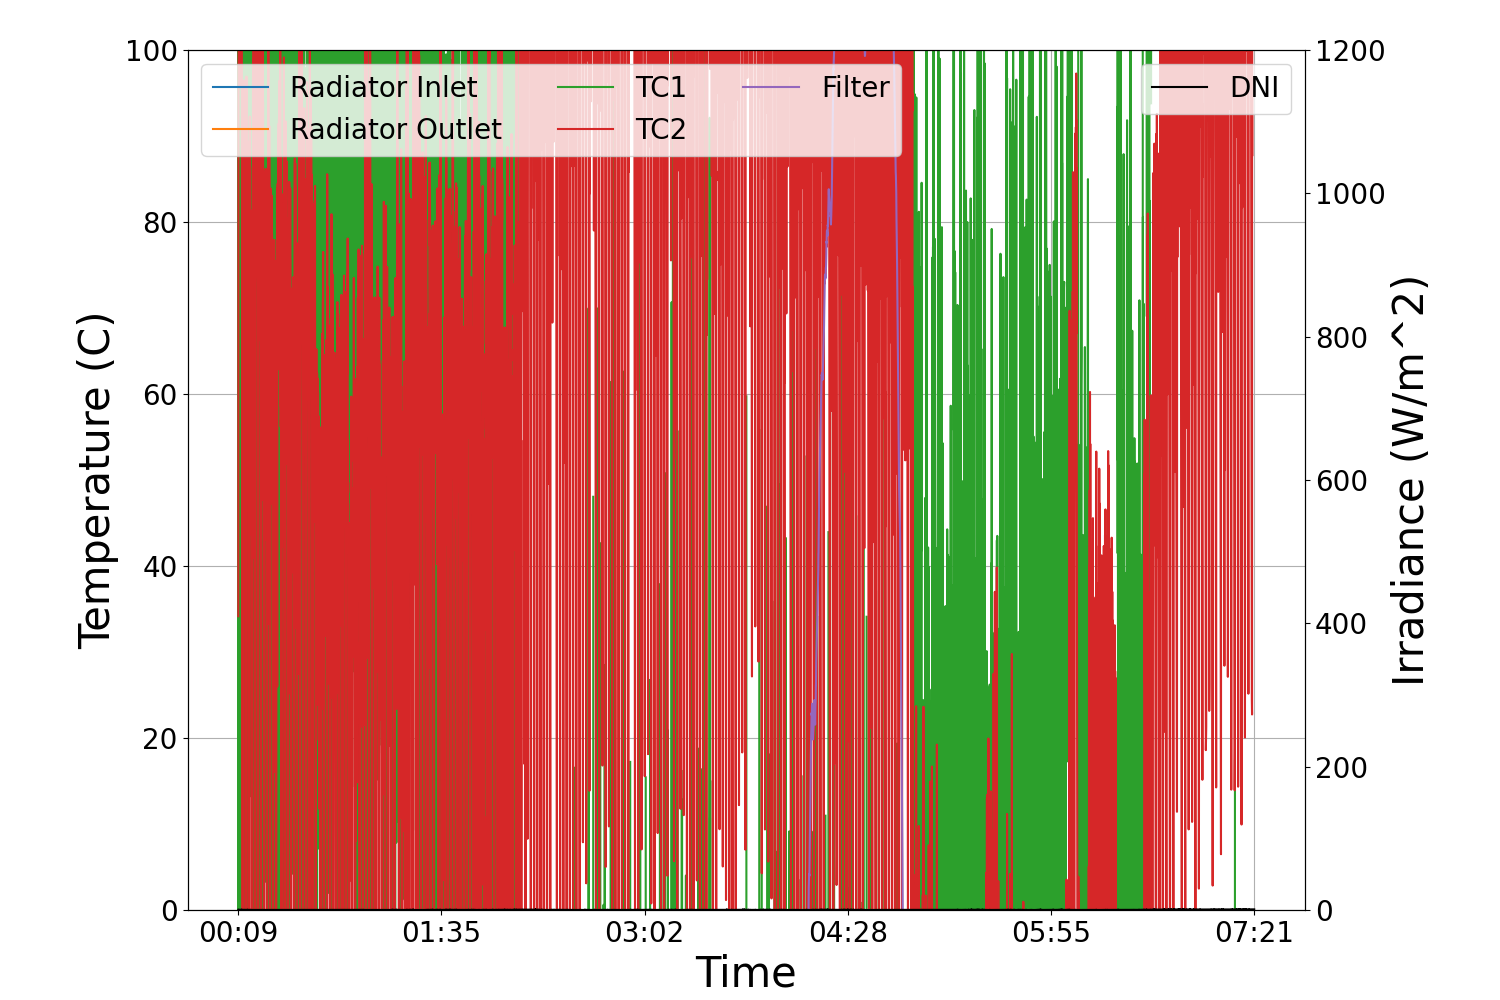 Radiator Inlet
Radiator Outlet
TC1
TC2
Filter
DNI
Temperature (C)
100
80
60
40
20
0
Irradiance (W/m^2)
1200
1000
800
600
400
200
0
00:09 01:35 03:02 04:28 05:55 07:21
Time